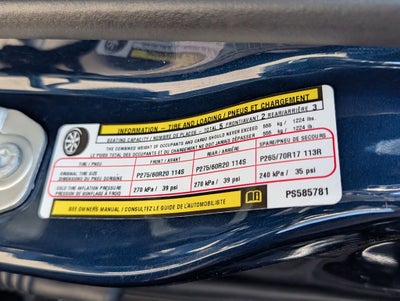 INFORMATION – TIRE AND LOADING / PNEUS ET CHARGEMENT
SEATING CAPACITY / NOMBRE DE PLACES – TOTAL 5 FRONT/AVANT 2 REAR/ARRIÈRE 3
THE COMBINED WEIGHT OF OCCUPANTS AND CARGO SHOULD NEVER EXCEED 555 kg / 1224 lbs.
LE POIDS TOTAL DES OCCUPANTS ET DU CHARGEMENT NE DOIT JAMAIS DÉPASSER 555 kg / 1224 lb.
TIRE / PNEU FRONT / AVANT REAR / ARRIÈRE SPARE/PNEU DE SECOURS
ORIGINAL TIRE SIZE
DIMENSIONS DU PNEU D'ORIGINE P275/60R20 114S P275/60R20 114S P265/70R17 113R
COLD TIRE INFLATION PRESSURE
PRESSION DE GONFLAGE À FROID 270 kPa / 39 psi 270 kPa / 39 psi 240 kPa / 35 psi
SEE OWNERS MANUAL / CONSULTEZ LE GUIDE DE L'AUTOMOBILISTE
PS585781